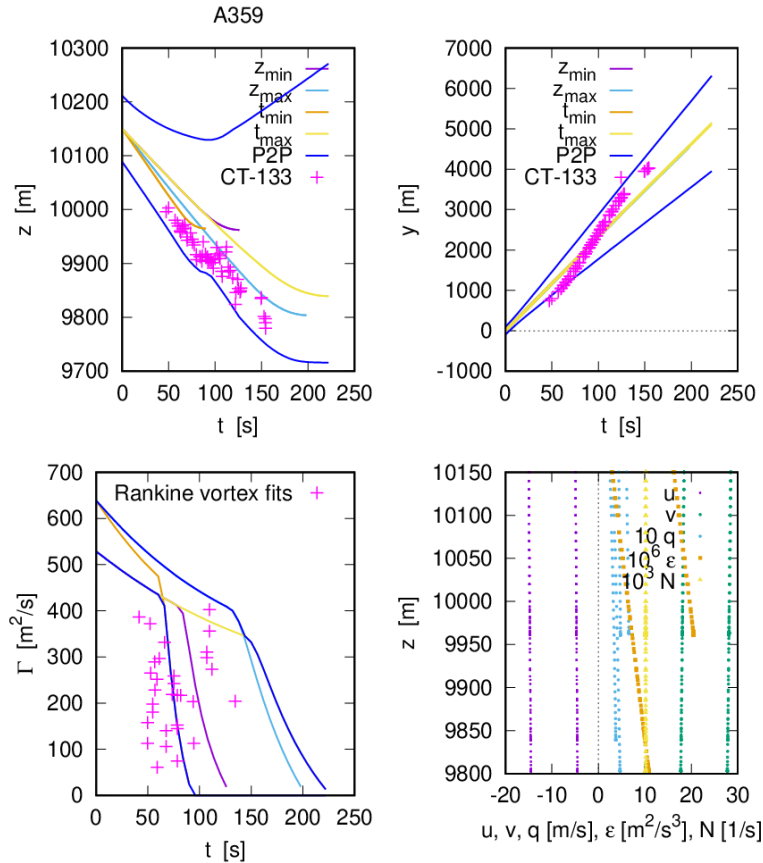 A359
10300
10200
10100
10000
9900
9800
9700
0
50
100
150
200
250
z [m]
t [s]
z_min
z_max
t_min
t_max
P2P
CT-133
7000
6000
5000
4000
3000
2000
1000
0
-1000
0
50
100
150
200
250
y [m]
t [s]
z_min
z_max
t_min
t_max
P2P
CT-133
700
600
500
400
300
200
100
0
0
50
100
150
200
250
Γ [m²/s]
t [s]
Rankine vortex fits
10150
10100
10050
10000
9950
9900
9850
9800
-20
-10
0
10
20
30
z [m]
u
v
10 q
10⁶ ε
10³ N
u, v, q [m/s], ε [m²/s³], N [1/s]